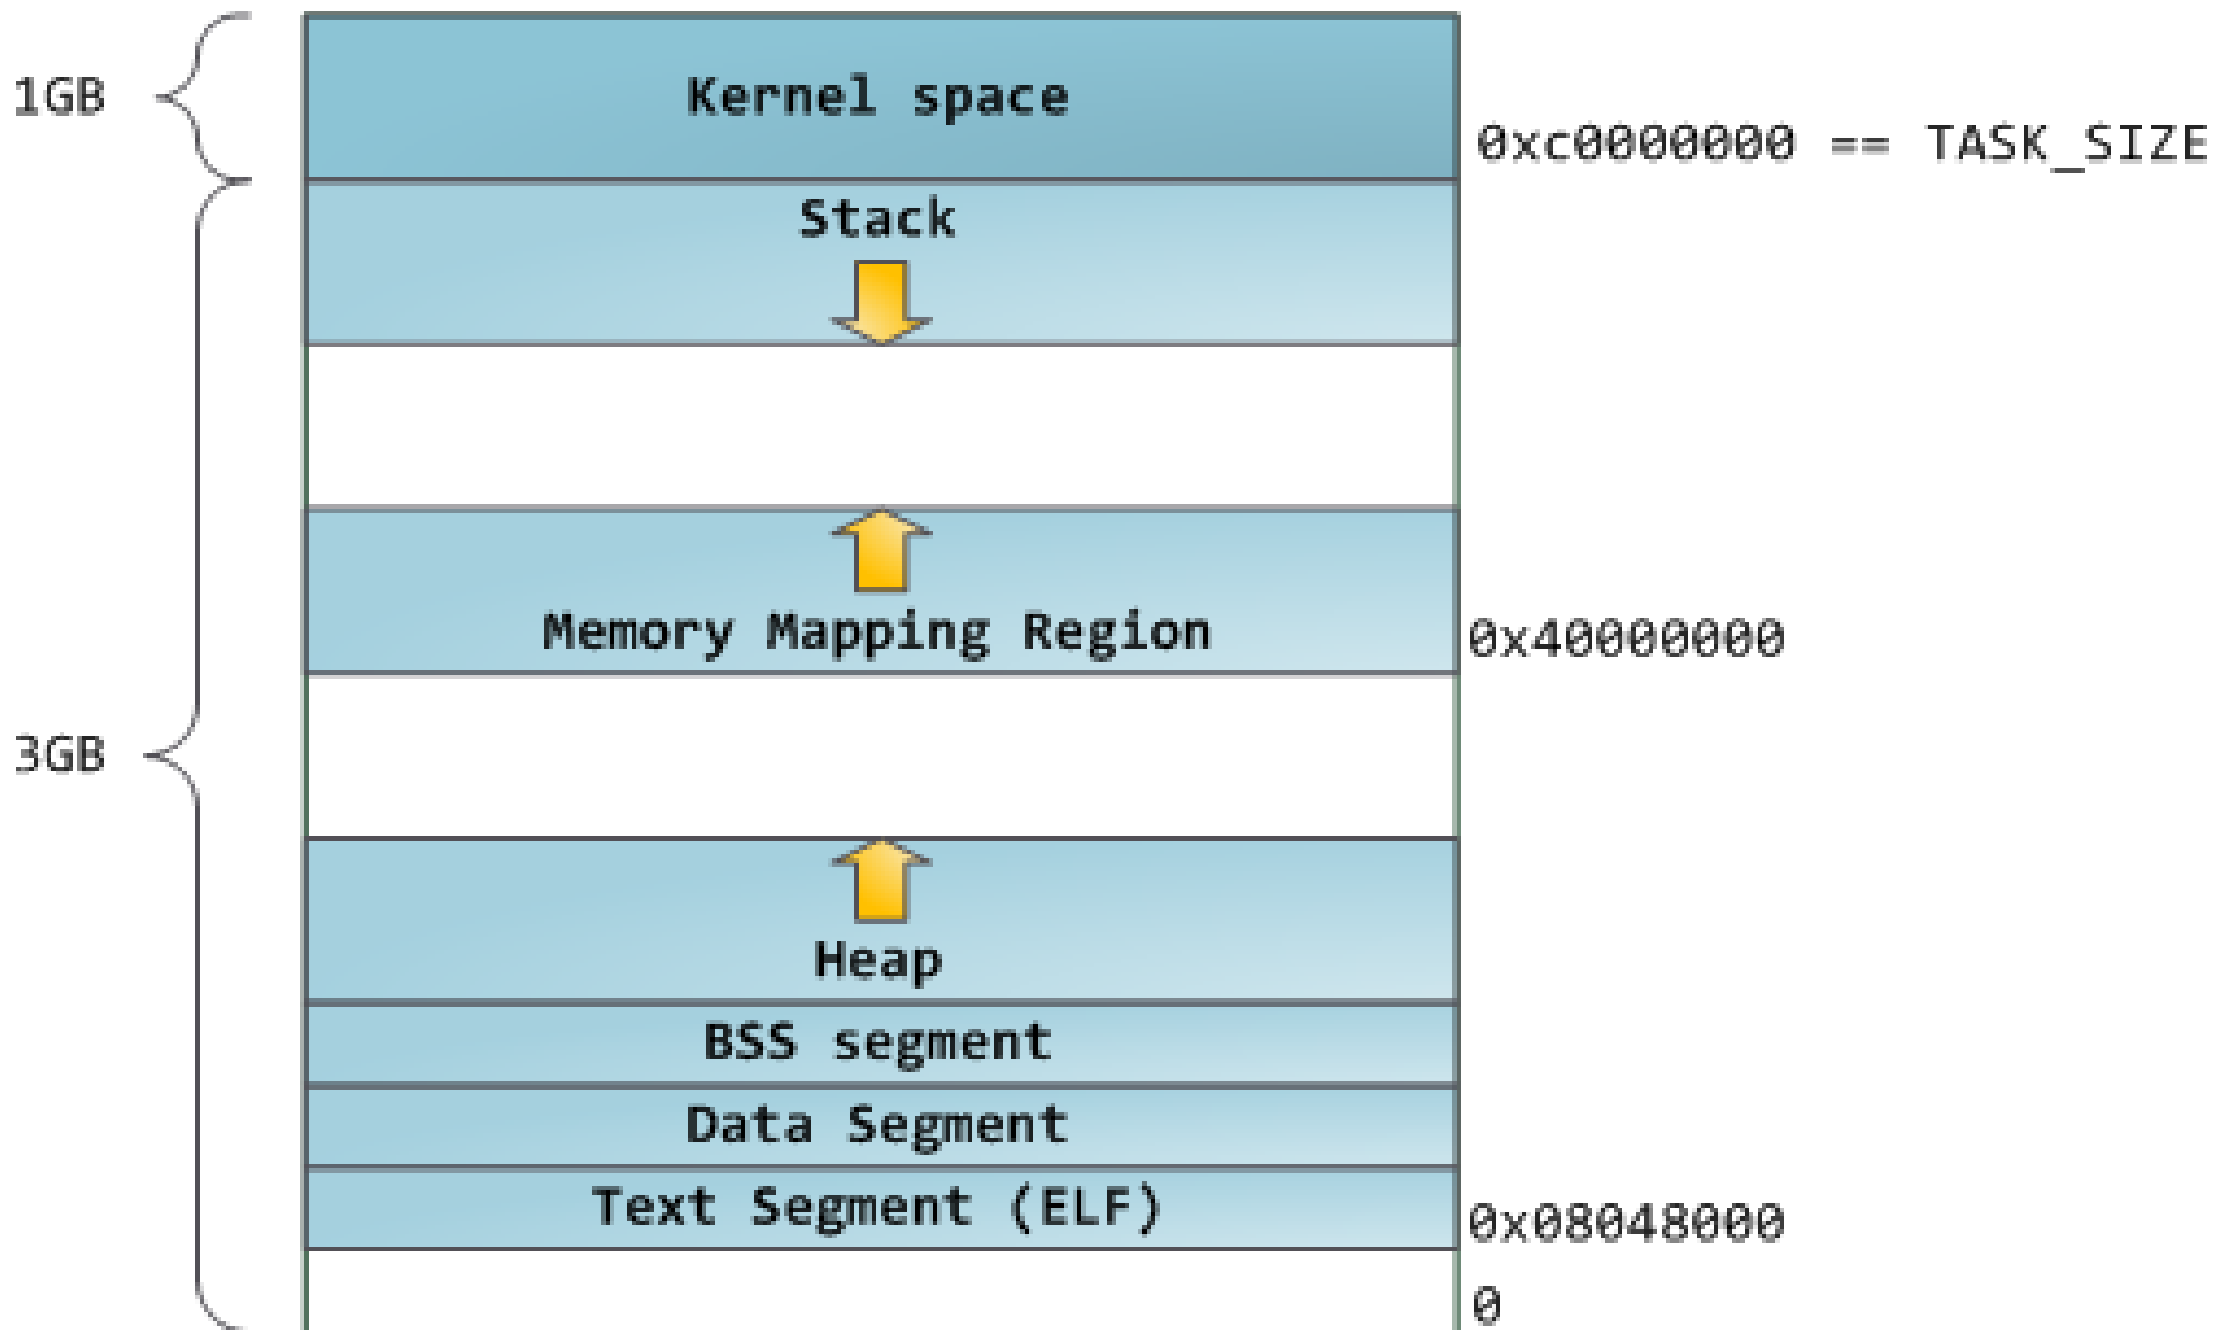 1GB
Kernel space
0xc0000000 == TASK_SIZE
Stack
Memory Mapping Region
0x40000000
3GB
Heap
BSS segment
Data Segment
Text Segment (ELF)
0x08048000
0